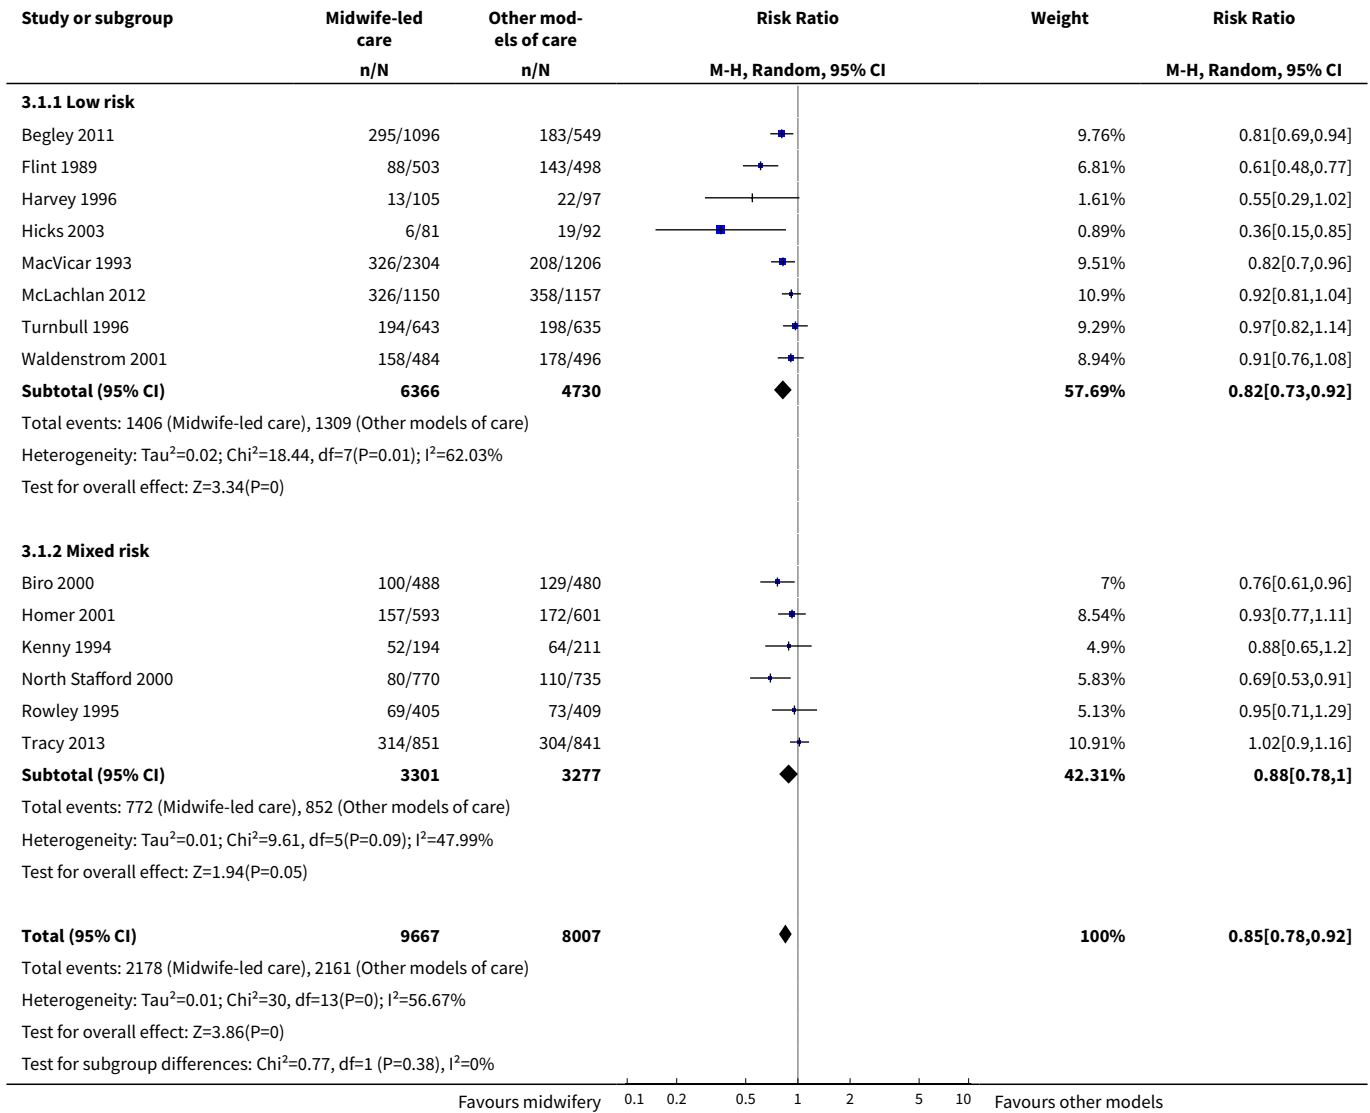 Study or subgroup Midwife-led care Other mod- els of care Risk Ratio Weight Risk Ratio
n/N n/N M-H, Random, 95% CI M-H, Random, 95% CI
3.1.1 Low risk
Begley 2011 295/1096 183/549 9.76% 0.81[0.69,0.94]
Flint 1989 88/503 143/498 6.81% 0.61[0.48,0.77]
Harvey 1996 13/105 22/97 1.61% 0.55[0.29,1.02]
Hicks 2003 6/81 19/92 0.89% 0.36[0.15,0.85]
MacVicar 1993 326/2304 208/1206 9.51% 0.82[0.7,0.96]
McLachlan 2012 326/1150 358/1157 10.9% 0.92[0.81,1.04]
Turnbull 1996 194/643 198/635 9.29% 0.97[0.82,1.14]
Waldenstrom 2001 158/484 178/496 8.94% 0.91[0.76,1.08]
Subtotal (95% CI) 6366 4730 57.69% 0.82[0.73,0.92]
Total events: 1406 (Midwife-led care), 1309 (Other models of care)
Heterogeneity: Tau²=0.02; Chi²=18.44, df=7(P=0.01); I²=62.03%
Test for overall effect: Z=3.34(P=0)
3.1.2 Mixed risk
Biro 2000 100/488 129/480 7% 0.76[0.61,0.96]
Homer 2001 157/593 172/601 8.54% 0.93[0.77,1.11]
Kenny 1994 52/194 64/211 4.9% 0.88[0.65,1.2]
North Stafford 2000 80/770 110/735 5.83% 0.69[0.53,0.91]
Rowley 1995 69/405 73/409 5.13% 0.95[0.71,1.29]
Tracy 2013 314/851 304/841 10.91% 1.02[0.9,1.16]
Subtotal (95% CI) 3301 3277 42.31% 0.88[0.78,1]
Total events: 772 (Midwife-led care), 852 (Other models of care)
Heterogeneity: Tau²=0.01; Chi²=9.61, df=5(P=0.09); I²=47.99%
Test for overall effect: Z=1.94(P=0.05)
Total (95% CI) 9667 8007 100% 0.85[0.78,0.92]
Total events: 2178 (Midwife-led care), 2161 (Other models of care)
Heterogeneity: Tau²=0.01; Chi²=30, df=13(P=0); I²=56.67%
Test for overall effect: Z=3.86(P=0)
Test for subgroup differences: Chi²=0.77, df=1 (P=0.38), I²=0%
Favours midwifery 0.1 0.2 0.5 1 2 5 10 Favours other models